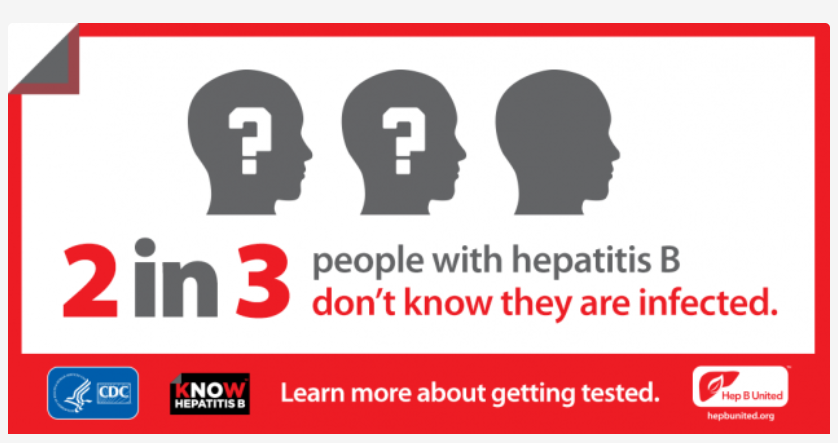 ?
?
2 in 3
people with hepatitis B
don't know they are infected.
CDC
KNOW
HEPATITIS B
Learn more about getting tested.
Hep B United
™
hepbunited.org